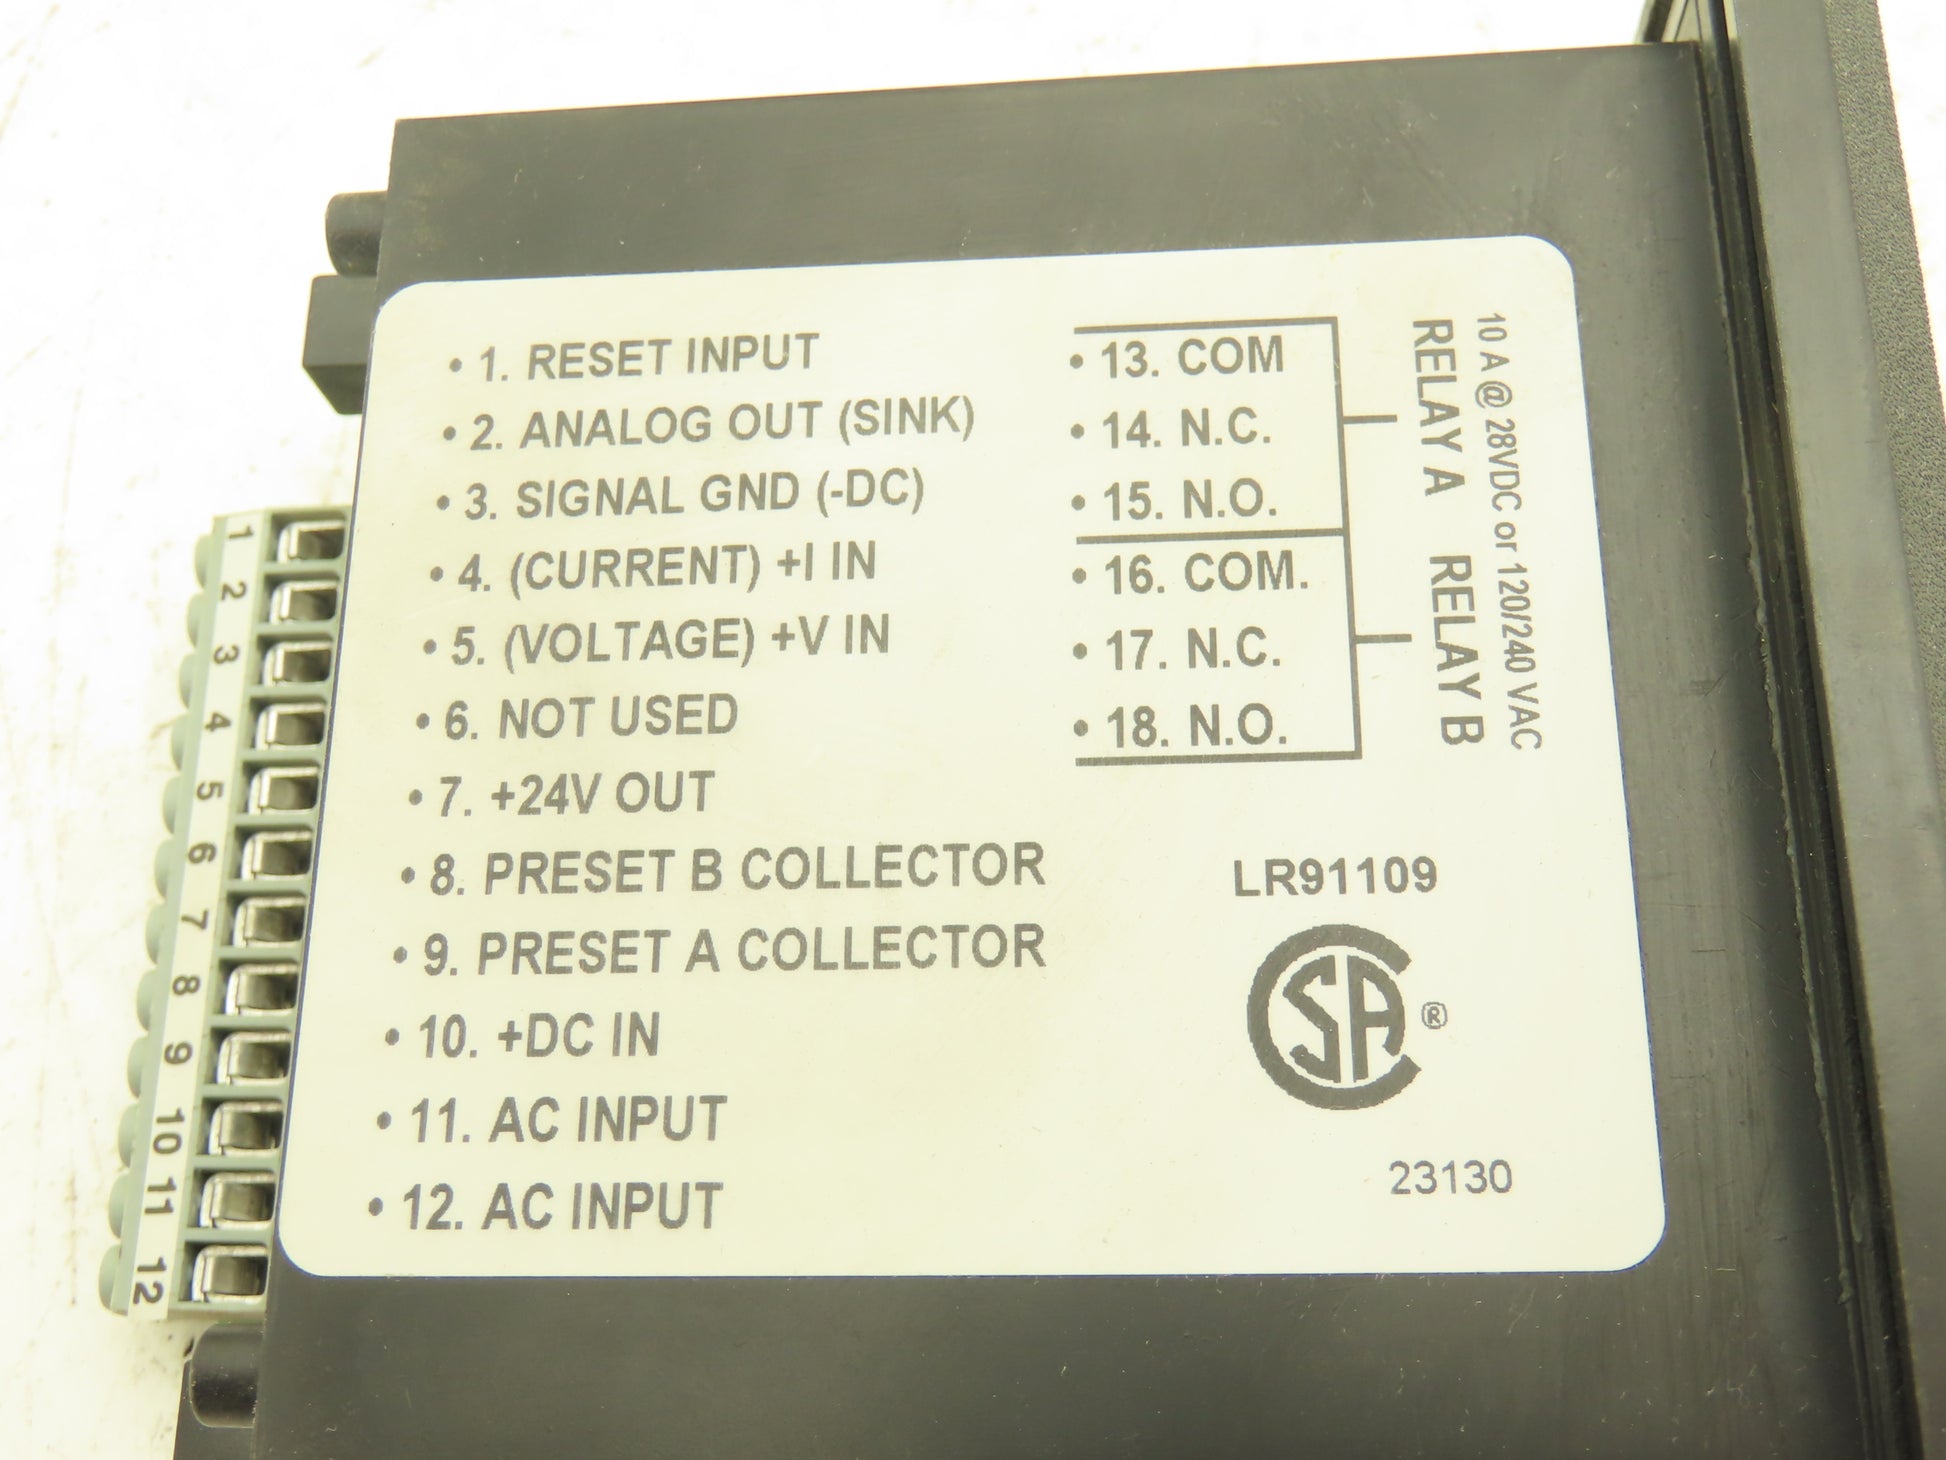 • 1. RESET INPUT
• 2. ANALOG OUT (SINK)
• 3. SIGNAL GND (-DC)
• 4. (CURRENT) +I IN
• 5. (VOLTAGE) +V IN
• 6. NOT USED
• 7. +24V OUT
• 8. PRESET B COLLECTOR
• 9. PRESET A COLLECTOR
• 10. +DC IN
• 11. AC INPUT
• 12. AC INPUT
• 13. COM
• 14. N.C.
• 15. N.O.
• 16. COM.
• 17. N.C.
• 18. N.O.
RELAY A
RELAY B
10 A @ 28VDC or 120/240 VAC
LR91109
CSA ®
23130
1
2
3
4
5
6
7
8
9
10
11
12